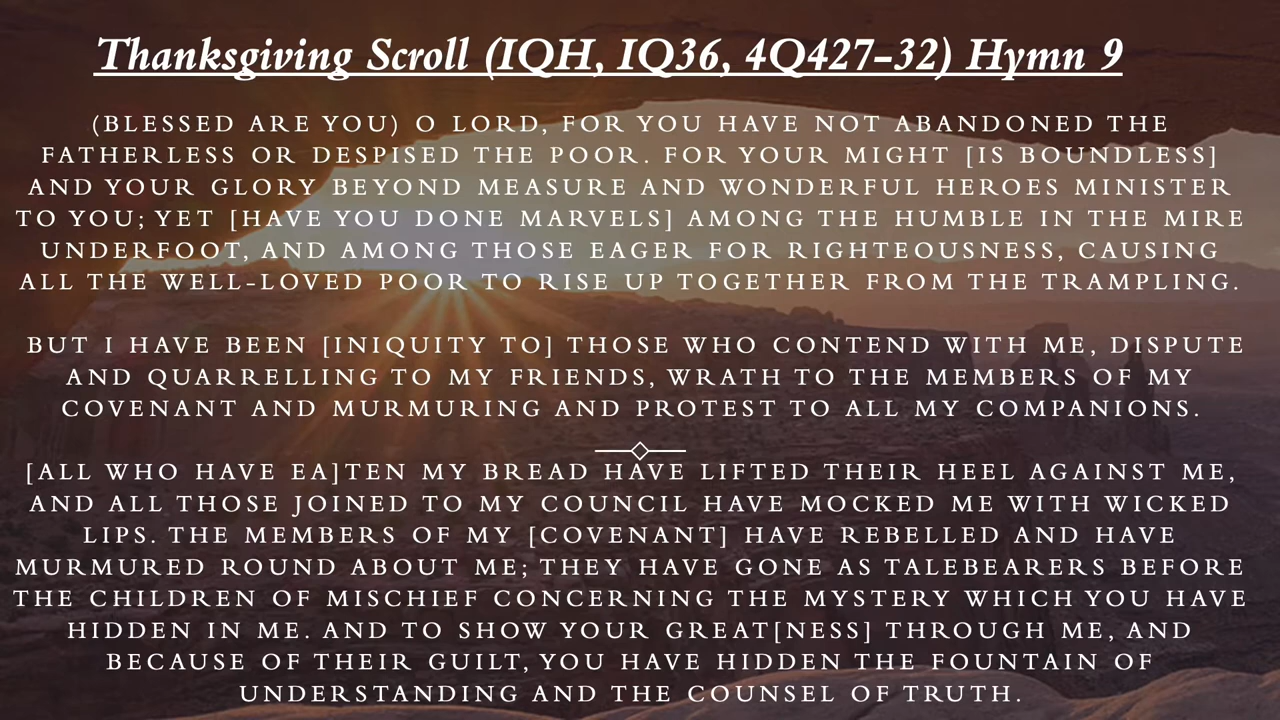 Thanksgiving Scroll (IQH, IQ36, 4Q427-32) Hymn 9
(BLESSED ARE YOU) O LORD, FOR YOU HAVE NOT ABANDONED THE
FATHERLESS OR DESPISED THE POOR. FOR YOUR MIGHT [IS BOUNDLESS]
AND YOUR GLORY BEYOND MEASURE AND WONDERFUL HEROES MINISTER
TO YOU; YET [HAVE YOU DONE MARVELS] AMONG THE HUMBLE IN THE MIRE
UNDERFOOT, AND AMONG THOSE EAGER FOR RIGHTEOUSNESS, CAUSING
ALL THE WELL-LOVED POOR TO RISE UP TOGETHER FROM THE TRAMPLING.
BUT I HAVE BEEN [INIQUITY TO] THOSE WHO CONTEND WITH ME, DISPUTE
AND QUARRELLING TO MY FRIENDS, WRATH TO THE MEMBERS OF MY
COVENANT AND MURMURING AND PROTEST TO ALL MY COMPANIONS.
[ALL WHO HAVE EA]TEN MY BREAD HAVE LIFTED THEIR HEEL AGAINST ME,
AND ALL THOSE JOINED TO MY COUNCIL HAVE MOCKED ME WITH WICKED
LIPS. THE MEMBERS OF MY [COVENANT] HAVE REBELLED AND HAVE
MURMURED ROUND ABOUT ME; THEY HAVE GONE AS TALEBEARERS BEFORE
THE CHILDREN OF MISCHIEF CONCERNING THE MYSTERY WHICH YOU HAVE
HIDDEN IN ME. AND TO SHOW YOUR GREAT[NESS] THROUGH ME, AND
BECAUSE OF THEIR GUILT, YOU HAVE HIDDEN THE FOUNTAIN OF
UNDERSTANDING AND THE COUNSEL OF TRUTH.